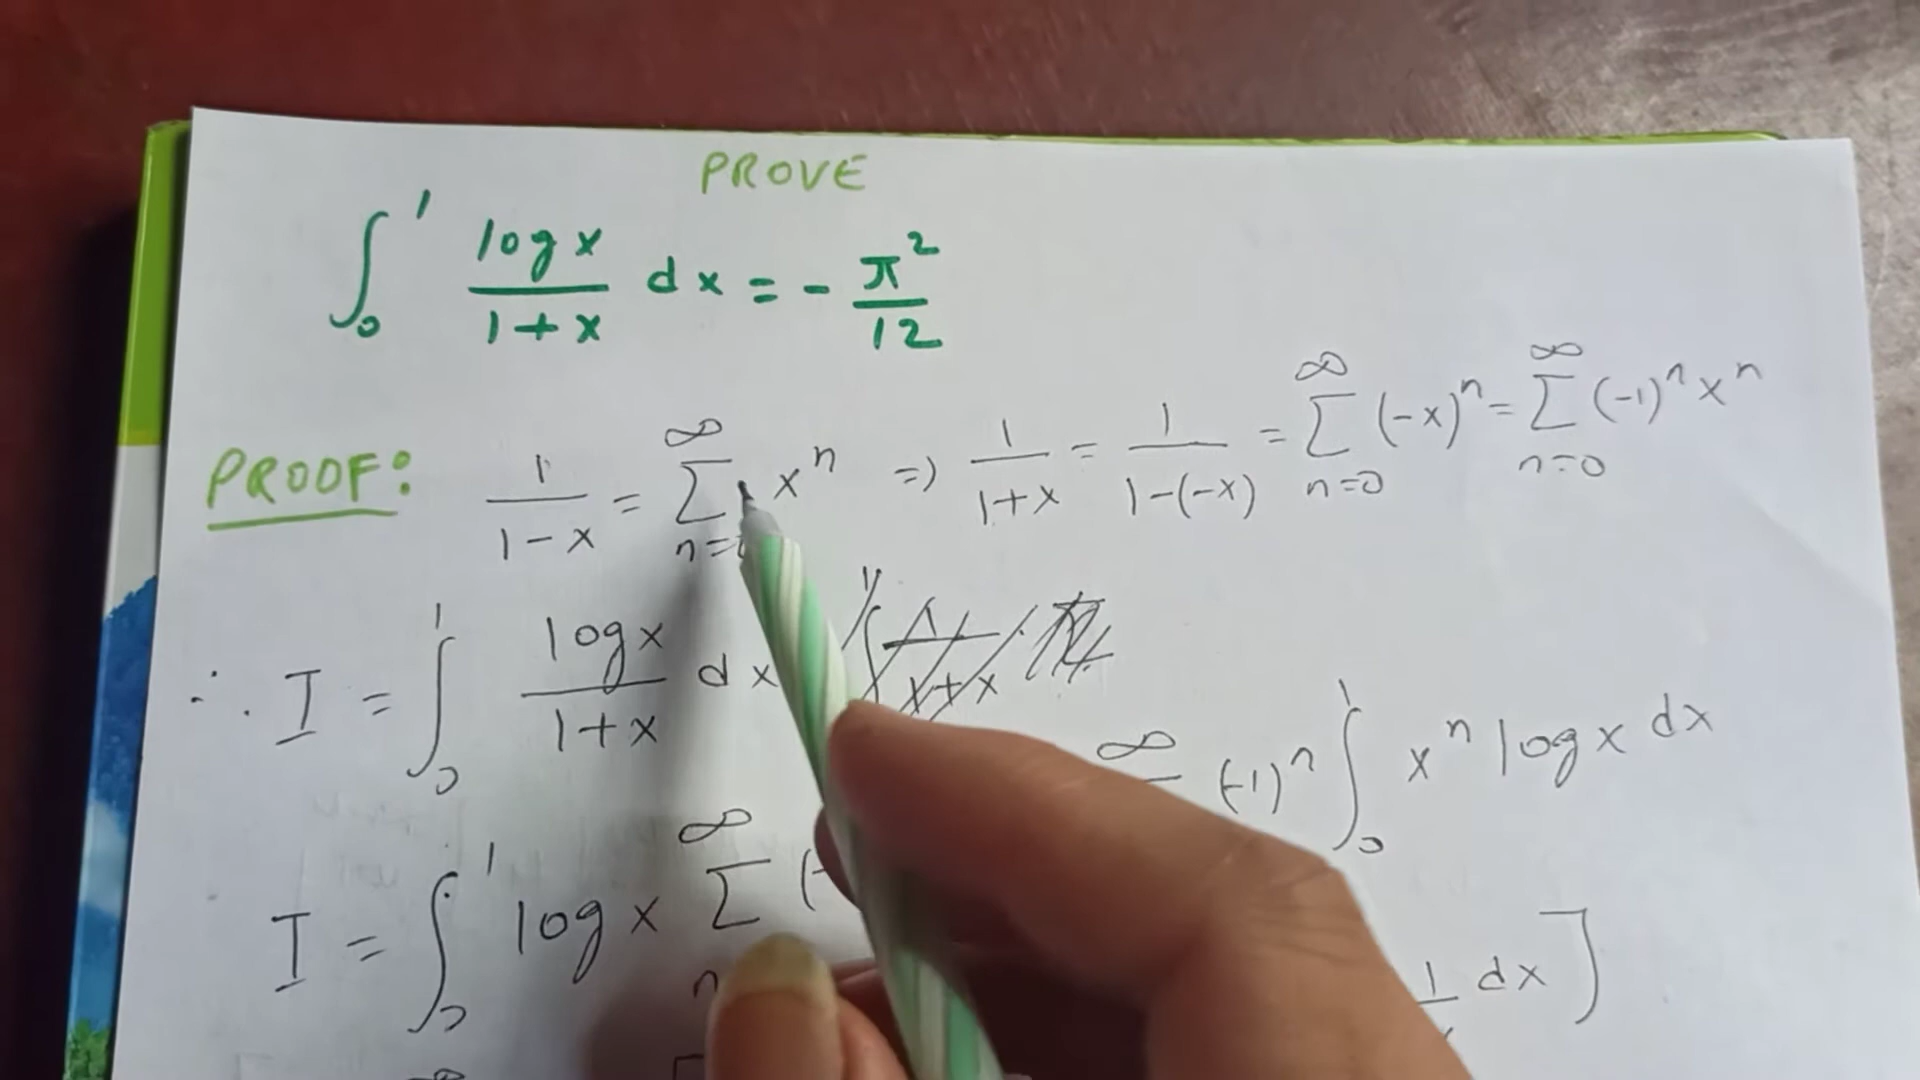 PROVE
∫₀¹ log x / 1+x dx = - π² / 12
PROOF: 1 / 1-x = ∑ₙ₌ ^∞ xⁿ => 1 / 1+x = 1 / 1-(-x) = ∑ₙ₌₀^∞ (-x)ⁿ = ∑ₙ₌₀^∞ (-1)ⁿ xⁿ
∴ I = ∫₀¹ log x / 1+x dx
∞ (-1)ⁿ ∫₀¹ xⁿ log x dx
I = ∫₀¹ log x ∑ₙ^∞ (-
1 dx ]